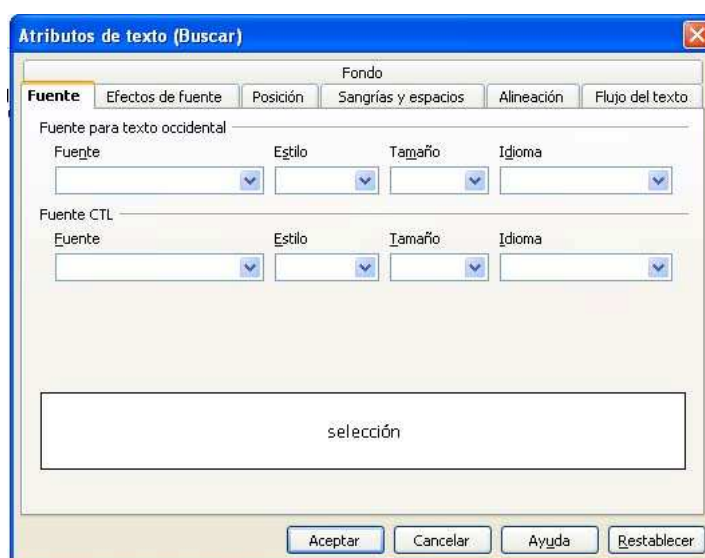 Atributos de texto (Buscar)
Fondo
Fuente Efectos de fuente Posición Sangrías y espacios Alineación Flujo del texto
Fuente para texto occidental
Fuente Estilo Tamaño Idioma
Fuente CTL
Fuente Estilo Tamaño Idioma
selección
Aceptar Cancelar Ayuda Restablecer